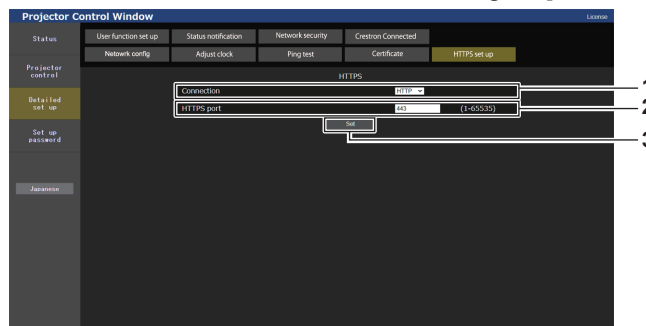 Projector Control Window
License
Status
User function set up
Status notification
Network security
Crestron Connected
Netowrk config
Adjust clock
Ping test
Certificate
HTTPS set up
Projector
control
HTTPS
Connection
HTTP
1
HTTPS port
443
(1-65535)
2
Detailed
set up
Set
3
Set up
password
Japanese